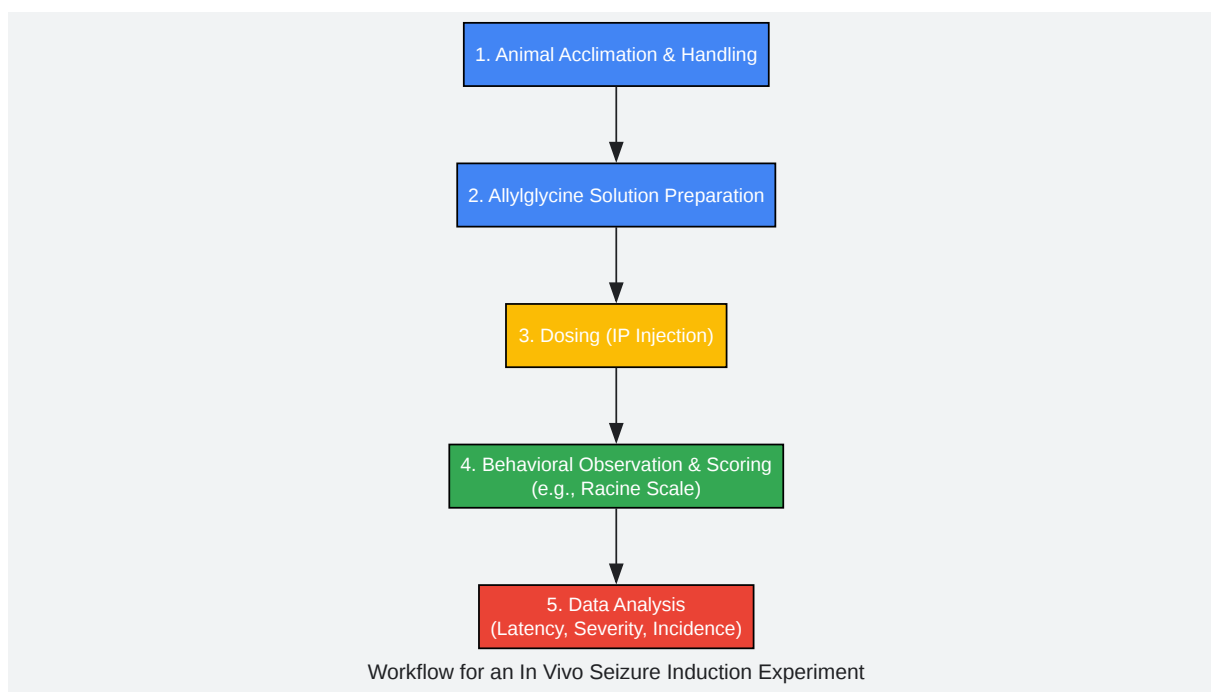 1. Animal Acclimation & Handling
2. Allylglycine Solution Preparation
3. Dosing (IP Injection)
4. Behavioral Observation & Scoring
(e.g., Racine Scale)
5. Data Analysis
(Latency, Severity, Incidence)
Workflow for an In Vivo Seizure Induction Experiment